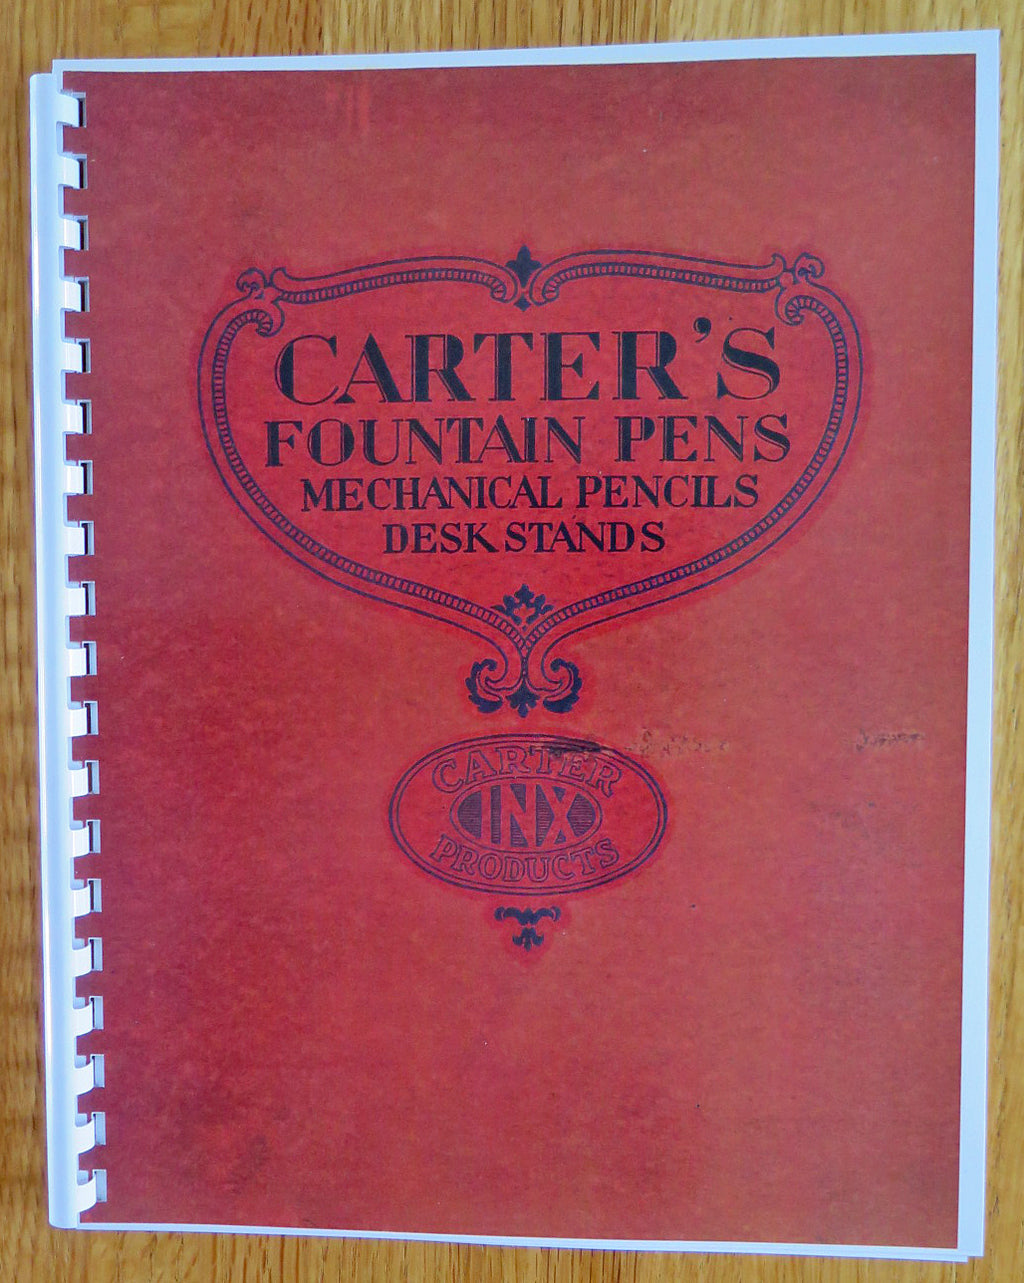 CARTER'S
FOUNTAIN PENS
MECHANICAL PENCILS
DESK STANDS
CARTER
INX
PRODUCTS